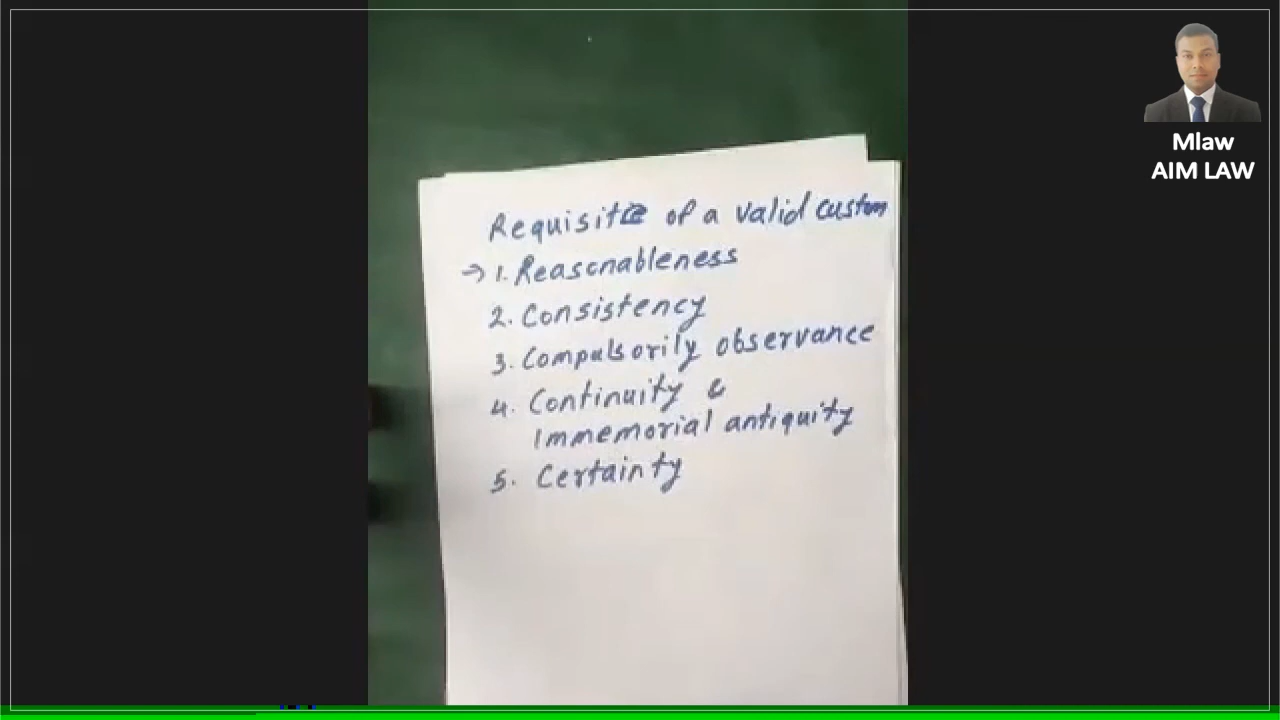 Requisite of a valid custom
→ 1. Reasonableness
2. Consistency
3. Compulsorily observance
4. Continuity &
Immemorial antiquity
5. Certainty
Mlaw
AIM LAW